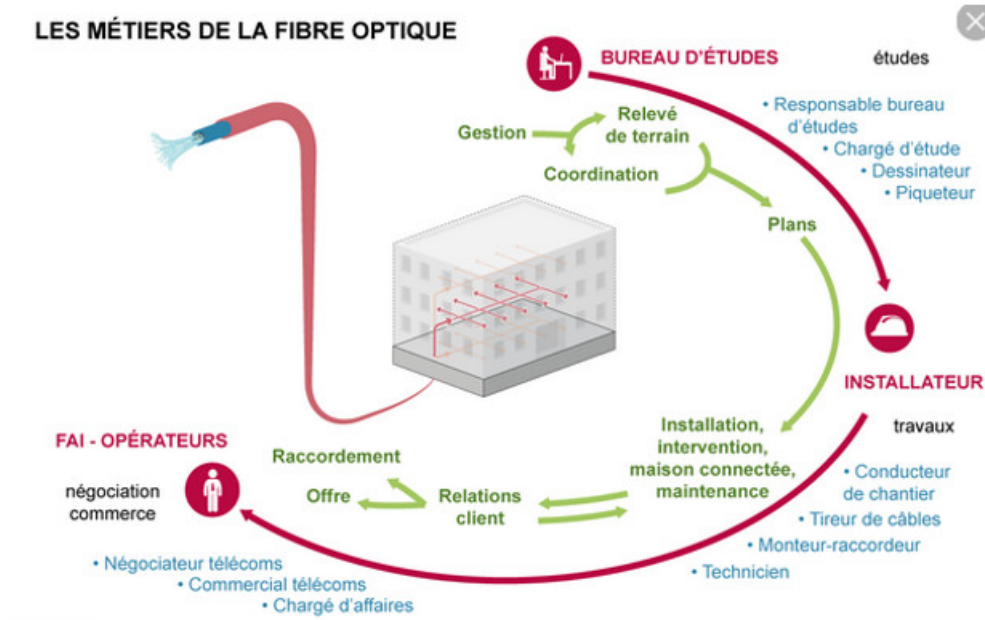 LES MÉTIERS DE LA FIBRE OPTIQUE
BUREAU D'ÉTUDES
études
• Responsable bureau
d'études
• Chargé d'étude
• Dessinateur
• Piqueteur
Gestion
Relevé
de terrain
Coordination
Plans
INSTALLATEUR
travaux
• Conducteur
de chantier
• Tireur de câbles
• Monteur-raccordeur
• Technicien
Installation,
intervention,
maison connectée,
maintenance
Relations
client
Raccordement
Offre
FAI - OPÉRATEURS
négociation
commerce
• Négociateur télécoms
• Commercial télécoms
• Chargé d'affaires